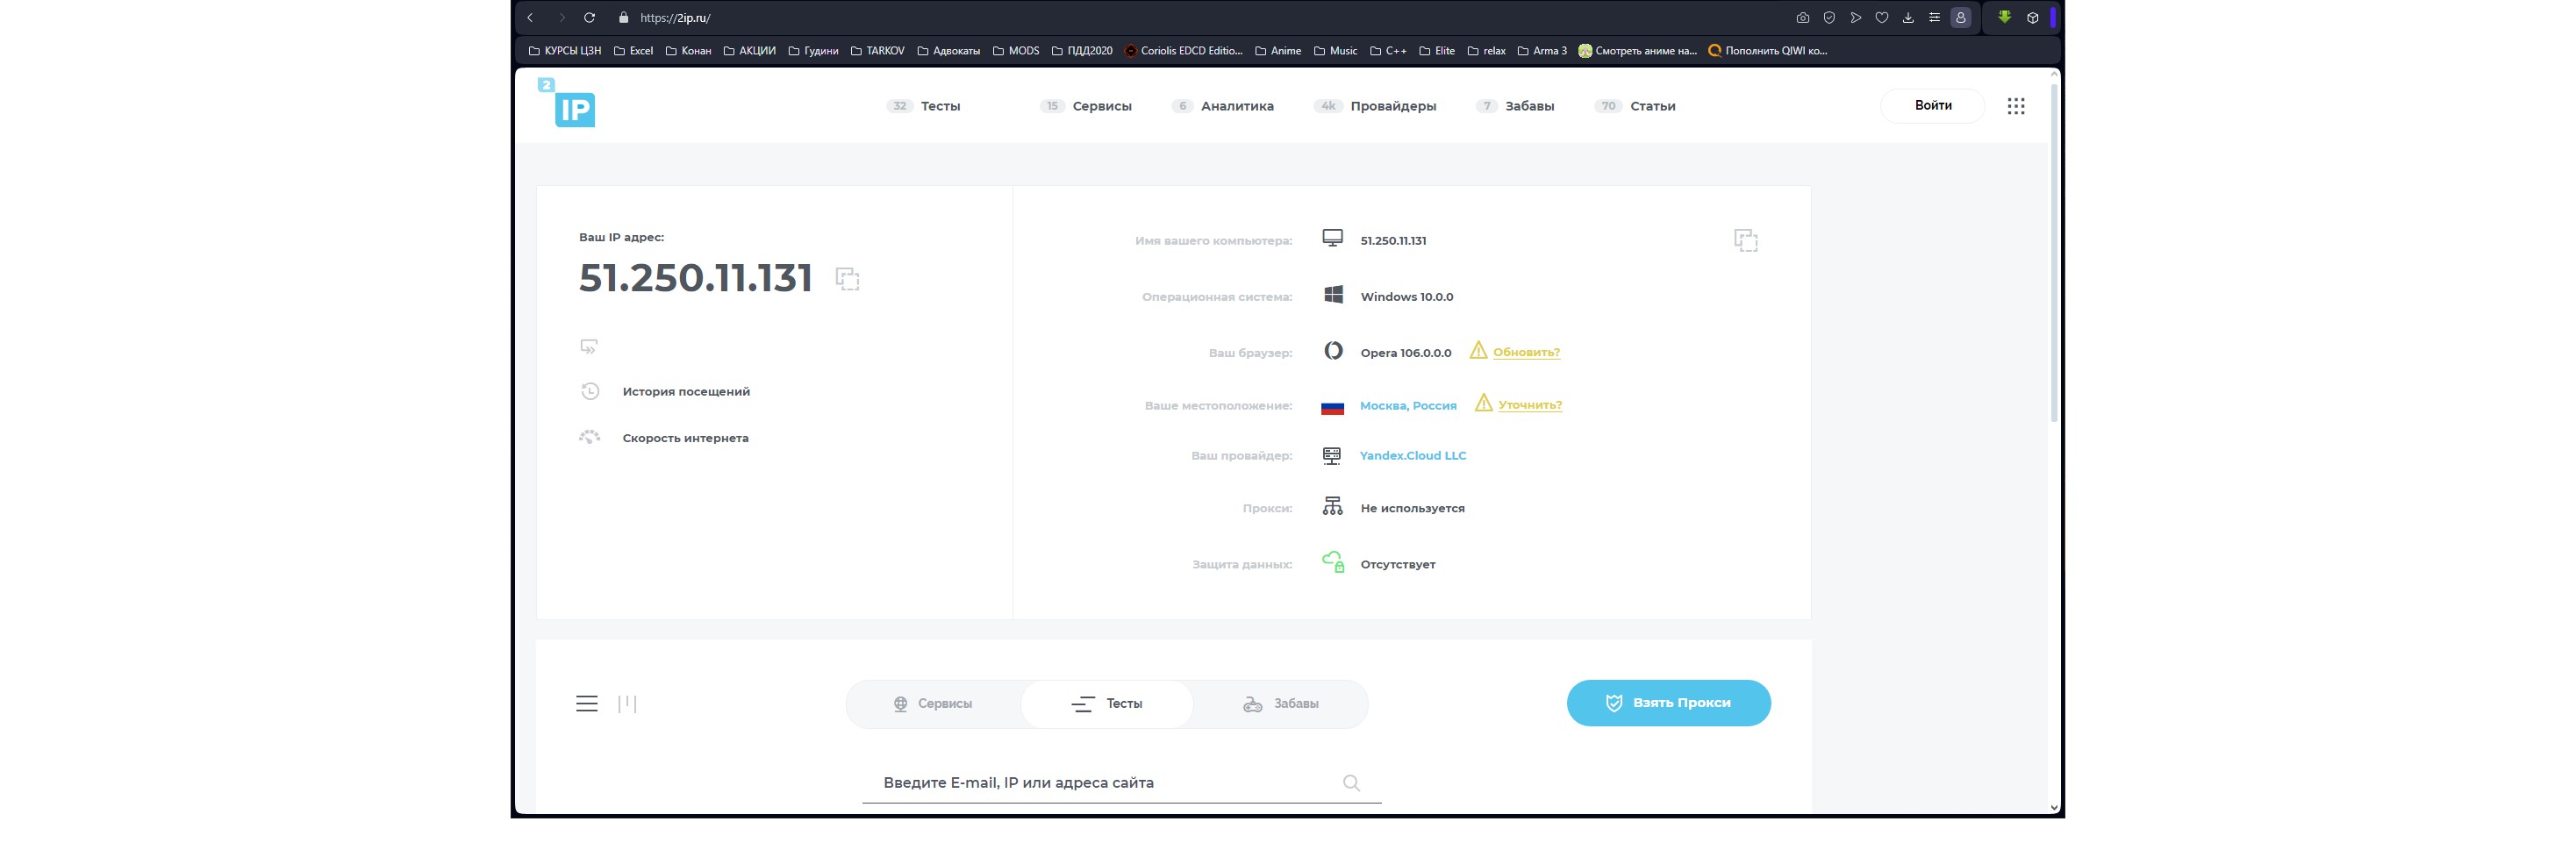 https://2ip.ru/
КУРСЫ ЦЗН Excel Конан АКЦИИ Гудини TARKOV Адвокаты MODS ПДД2020 Coriolis EDCD Editio... Anime Music C++ Elite relax Arma 3 Смотреть аниме на... Пополнить QIWI ко...
2
IP
32 Тесты 15 Сервисы 6 Аналитика 4k Провайдеры 7 Забавы 70 Статьи Войти
Ваш IP адрес:
51.250.11.131
История посещений
Скорость интернета
Имя вашего компьютера: 51.250.11.131
Операционная система: Windows 10.0.0
Ваш браузер: Opera 106.0.0.0 Обновить?
Ваше местоположение: Москва, Россия Уточнить?
Ваш провайдер: Yandex.Cloud LLC
Прокси: Не используется
Защита данных: Отсутствует
Сервисы Тесты Забавы Взять Прокси
Введите E-mail, IP или адреса сайта